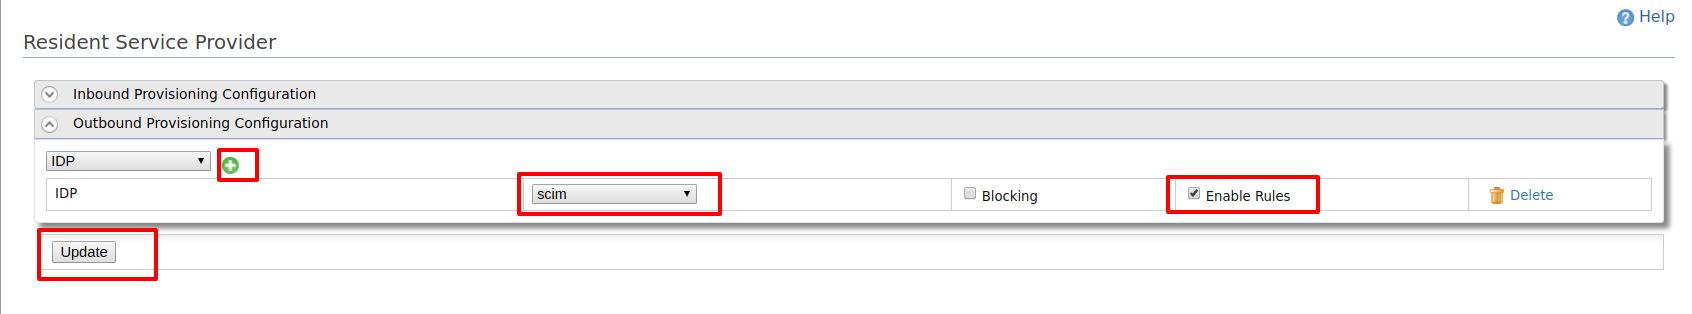 Help
Resident Service Provider
Inbound Provisioning Configuration
Outbound Provisioning Configuration
IDP
IDP scim Blocking Enable Rules Delete
Update